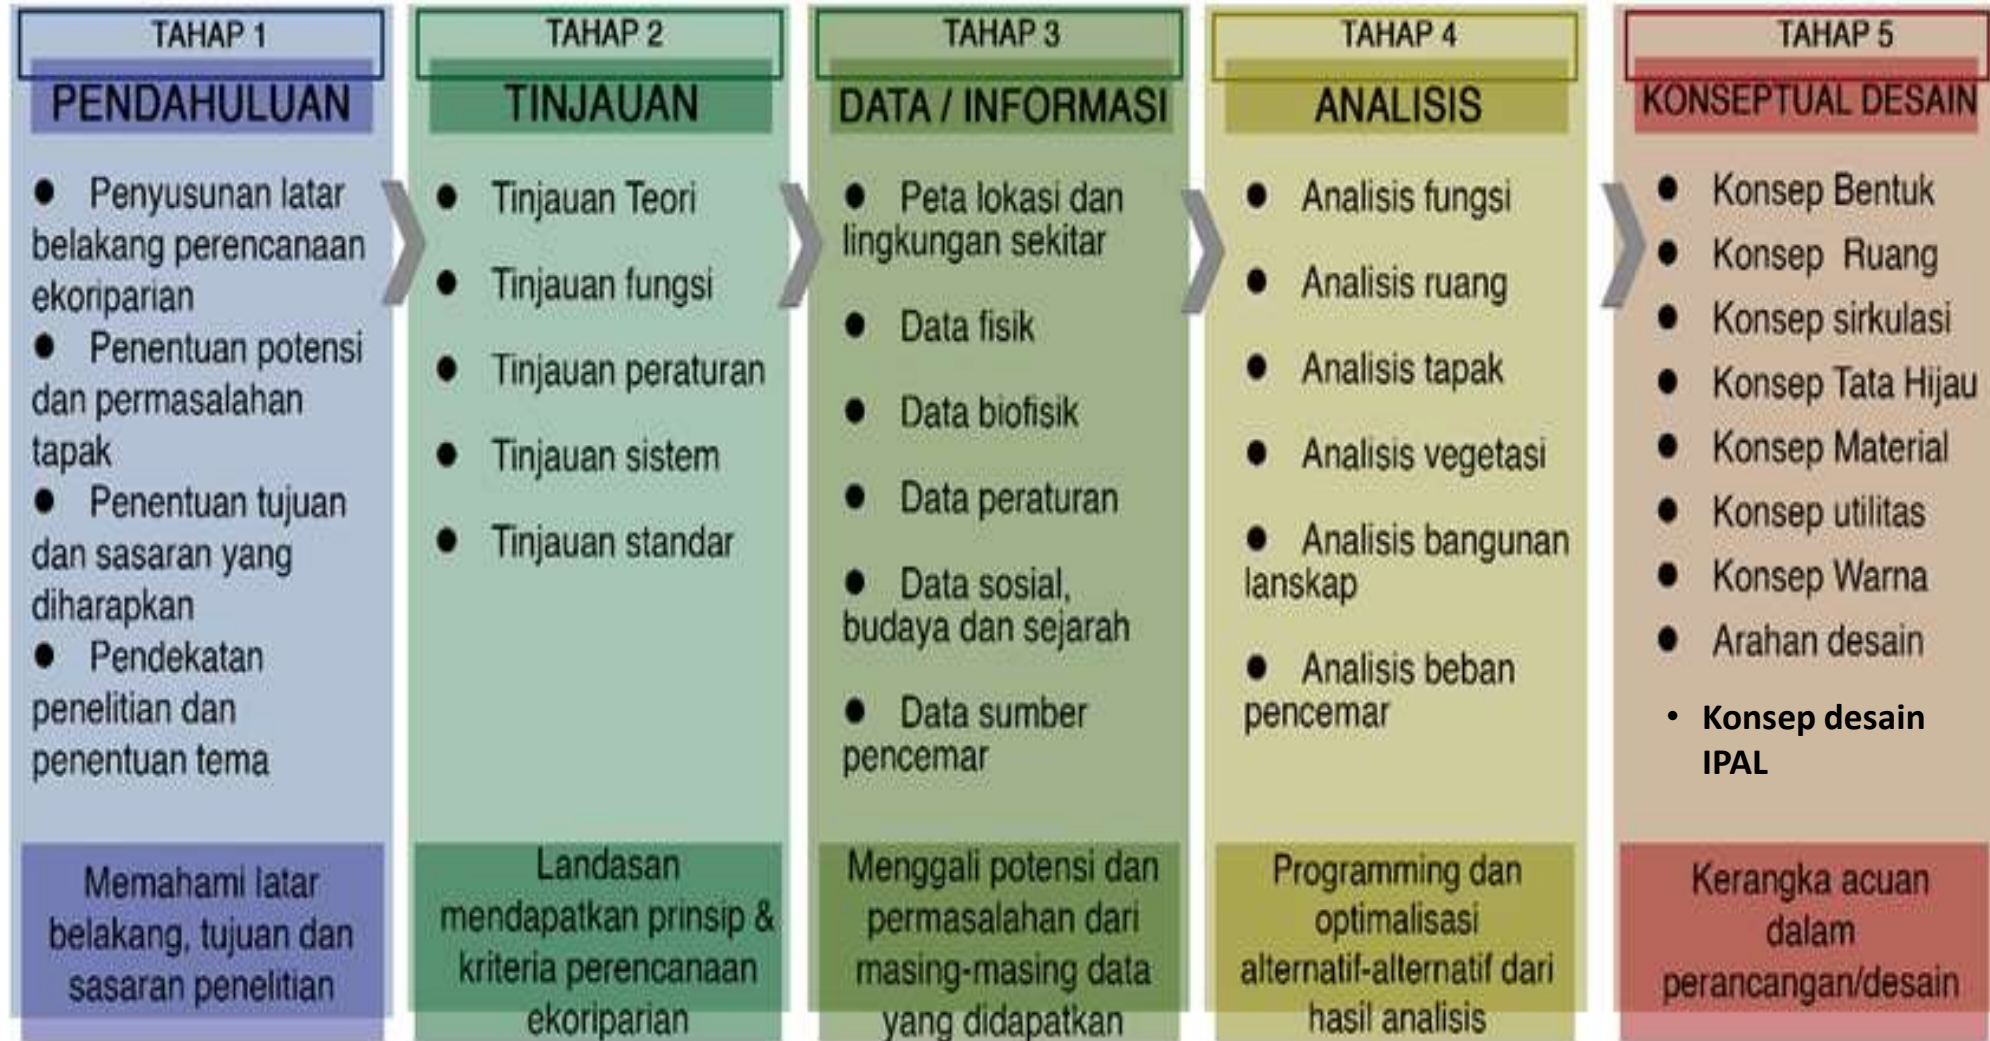 TAHAP 1
PENDAHULUAN
● Penyusunan latar
belakang perencanaan
ekoriparian
● Penentuan potensi
dan permasalahan
tapak
● Penentuan tujuan
dan sasaran yang
diharapkan
● Pendekatan
penelitian dan
penentuan tema
Memahami latar
belakang, tujuan dan
sasaran penelitian
TAHAP 2
TINJAUAN
● Tinjauan Teori
● Tinjauan fungsi
● Tinjauan peraturan
● Tinjauan sistem
● Tinjauan standar
Landasan
mendapatkan prinsip &
kriteria perencanaan
ekoriparian
TAHAP 3
DATA / INFORMASI
● Peta lokasi dan
lingkungan sekitar
● Data fisik
● Data biofisik
● Data peraturan
● Data sosial,
budaya dan sejarah
● Data sumber
pencemar
Menggali potensi dan
permasalahan dari
masing-masing data
yang didapatkan
TAHAP 4
ANALISIS
● Analisis fungsi
● Analisis ruang
● Analisis tapak
● Analisis vegetasi
● Analisis bangunan
lanskap
● Analisis beban
pencemar
Programming dan
optimalisasi
alternatif-alternatif dari
hasil analisis
TAHAP 5
KONSEPTUAL DESAIN
● Konsep Bentuk
● Konsep Ruang
● Konsep sirkulasi
● Konsep Tata Hijau
● Konsep Material
● Konsep utilitas
● Konsep Warna
● Arahan desain
• Konsep desain
IPAL
Kerangka acuan
dalam
perancangan/desain